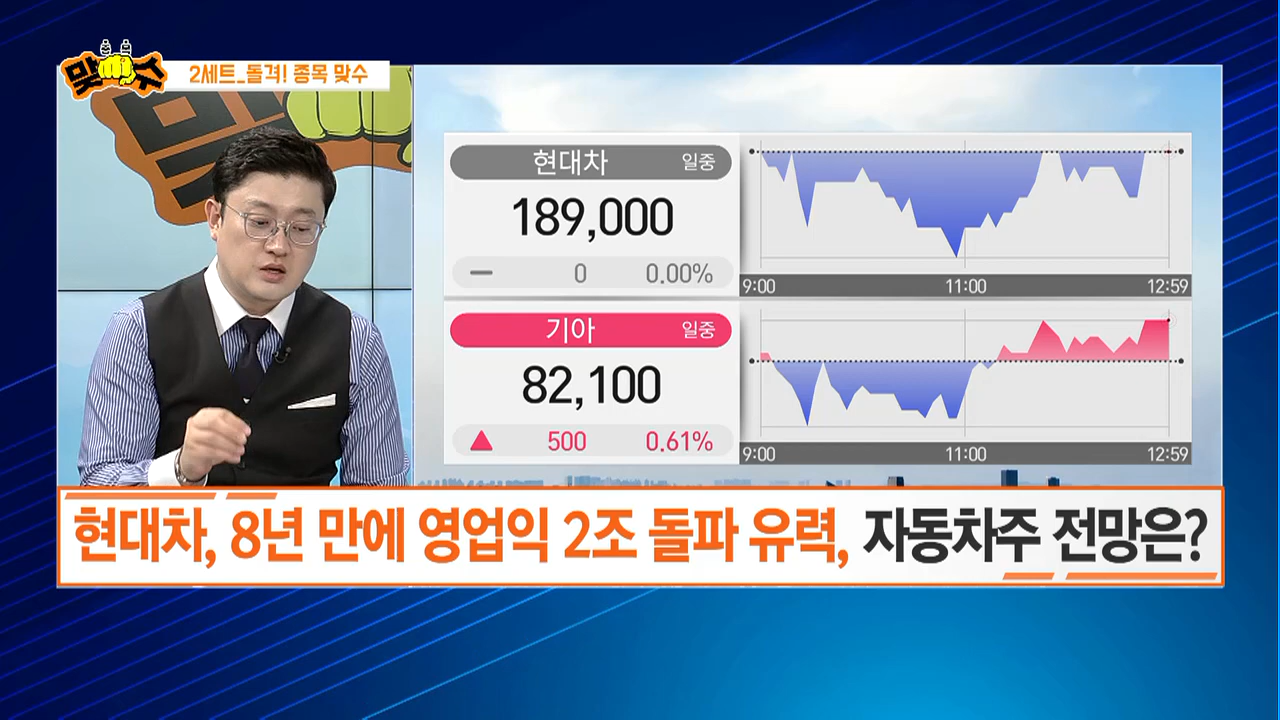 종목
맞수
2세트_돌격! 종목 맞수
맞
현대차 일중
189,000
0 0.00%
9:00 11:00 12:59
기아 일중
82,100
▲ 500 0.61%
9:00 11:00 12:59
현대차, 8년 만에 영업익 2조 돌파 유력, 자동차주 전망은?